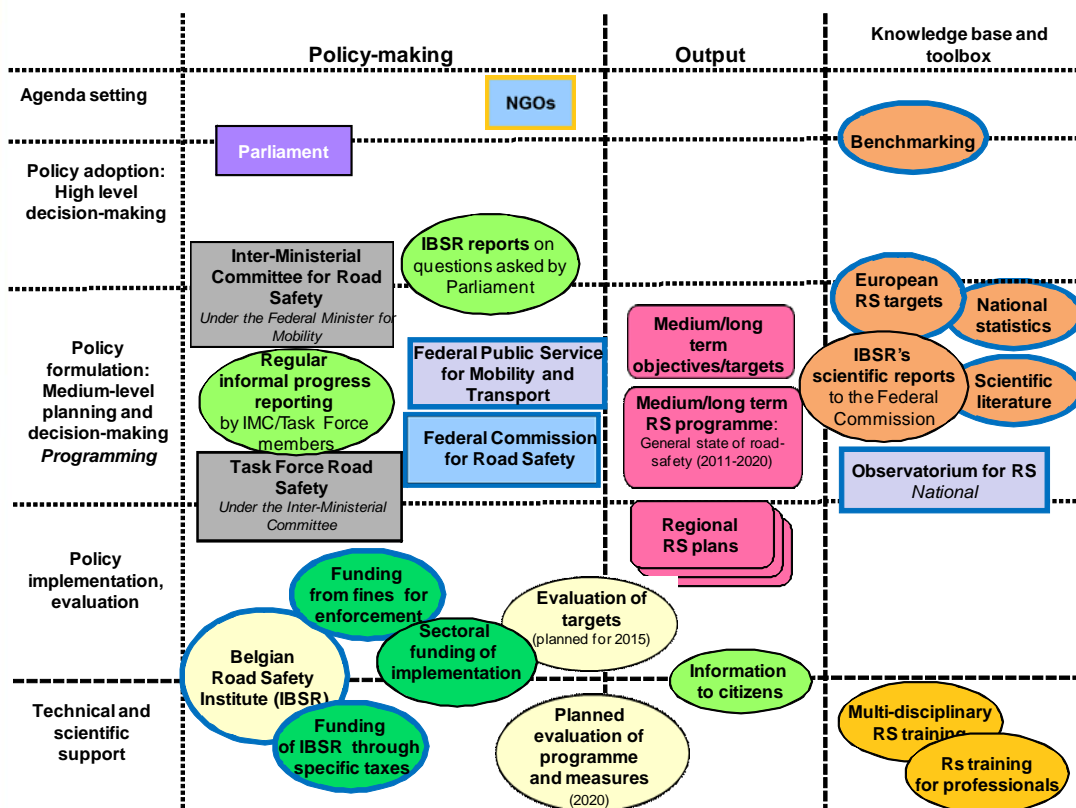 Policy-making
Output
Knowledge base and
toolbox
Agenda setting
NGOs
Parliament
Benchmarking
Policy adoption:
High level
decision-making
IBSR reports on
questions asked by
Parliament
Inter-Ministerial
Committee for Road
Safety
Under the Federal Minister for
Mobility
European
RS targets
National
statistics
Policy
formulation:
Medium-level
planning and
decision-making
Programming
Regular
informal progress
reporting
by IMC/Task Force
members
Federal Public Service
for Mobility and
Transport
Federal Commission
for Road Safety
Medium/long
term
objectives/targets
Medium/long term
RS programme:
General state of road-
safety (2011-2020)
IBSR's
scientific reports
to the Federal
Commission
Scientific
literature
Observatorium for RS
National
Task Force Road
Safety
Under the Inter-Ministerial
Committee
Regional
RS plans
Policy
implementation,
evaluation
Funding
from fines for
enforcement
Evaluation of
targets
(planned for 2015)
Sectoral
funding of
implementation
Belgian
Road Safety
Institute (IBSR)
Information
to citizens
Technical and
scientific
support
Funding
of IBSR through
specific taxes
Planned
evaluation of
programme
and measures
(2020)
Multi-disciplinary
RS training
Rs training
for professionals